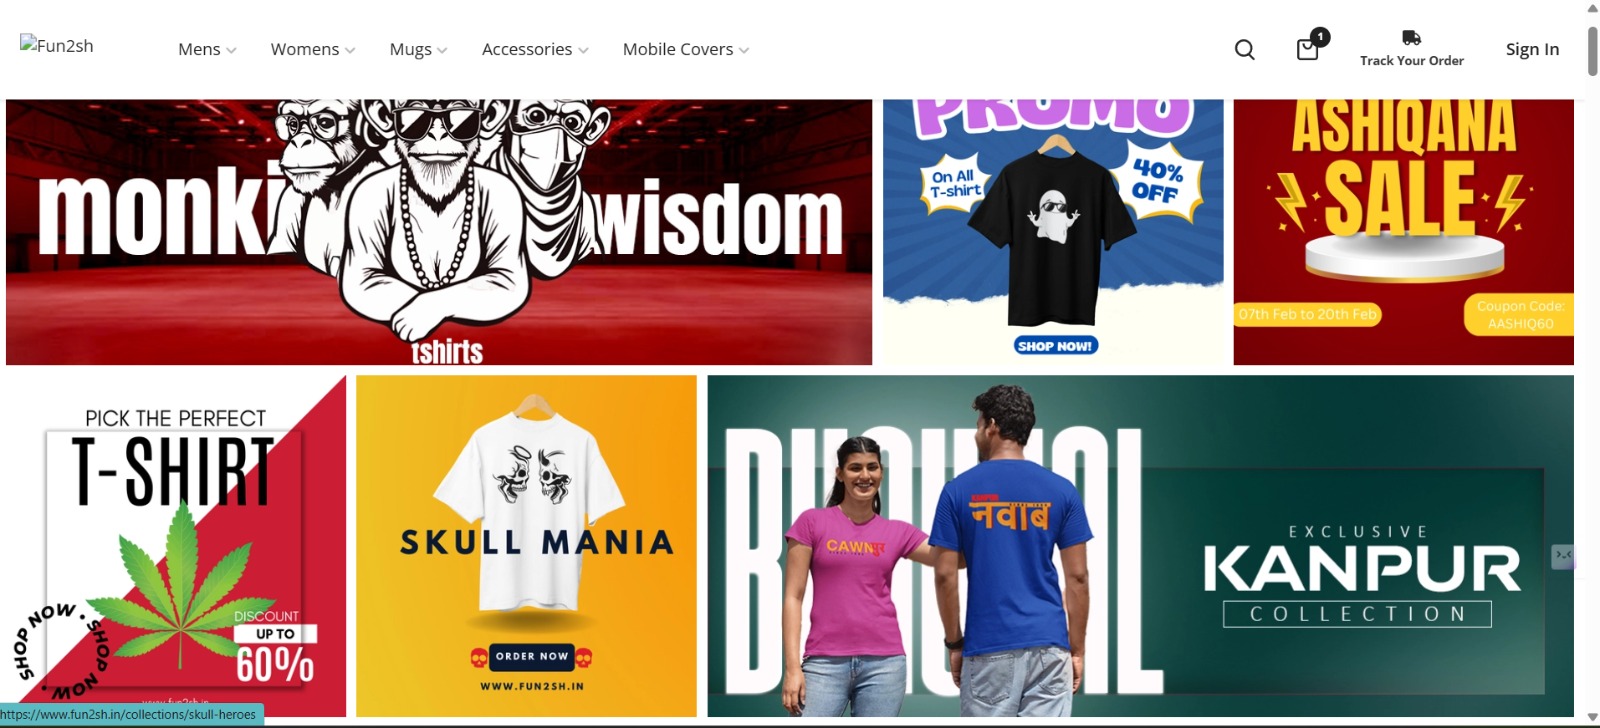 Fun2sh
Mens
Womens
Mugs
Accessories
Mobile Covers
1
Track Your Order
Sign In
monki wisdom
tshirts
PROMO
On All
T-shirt
40%
OFF
SHOP NOW!
ASHIQANA
SALE
07th Feb to 20th Feb
Coupon Code:
AASHIQ60
PICK THE PERFECT
T-SHIRT
SHOP NOW · SHOP NOW ·
DISCOUNT
UP TO
60%
www.fun2sh.in
SKULL MANIA
ORDER NOW
WWW.FUN2SH.IN
CAWNपुर
नवाब
EXCLUSIVE
KANPUR
COLLECTION
https://www.fun2sh.in/collections/skull-heroes